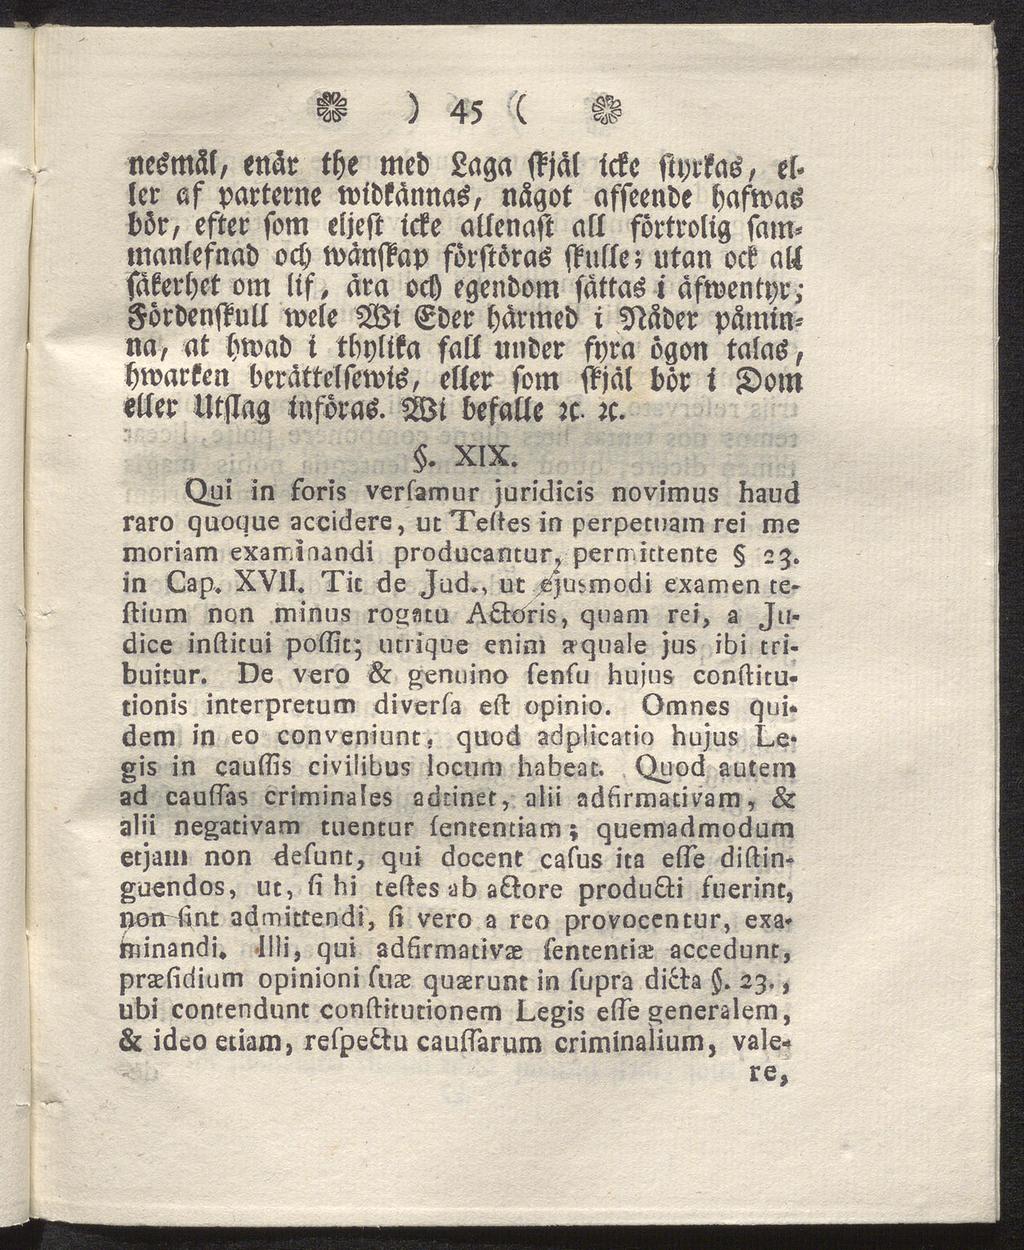 ) 45 (
nesmål, enär the med Laga skjäl icke styrkas, el-
ler af parterne widkännas, något afseende hafwas
bör, efter som eljest icke allenast all förtrolig sam-
manlefnad och wänskap förstöras skulle; utan ock all
säkerhet om lif, ära och egendom sättas i äfwentyr;
Fördenskull wele Wi Eder härmed i Nåder påmin-
na, at hwad i thylika fall under fyra ögon talas,
hwarken berättelsewis, eller som skjäl bör i Dom
eller Utslag införas. Wi befalle ꝛc. ꝛc.
§. XIX.
Qui in foris verſamur juridicis novimus haud
raro quoque accidere, ut Teſtes in perpetuam rei me
moriam examinandi producantur, permittente § 23.
in Cap. XVII. Tit de Jud., ut ejusmodi examen te-
ſtium non minus rogatu Actoris, quam rei, a Ju-
dice inſtitui poſſit; utrique enim æquale jus ibi tri-
buitur. De vero & genuino ſenſu hujus conſtitu-
tionis interpretum diverſa eſt opinio. Omnes qui-
dem in eo conveniunt, quod adplicatio hujus Le-
gis in cauſſis civilibus locum habeat. Quod autem
ad cauſſas criminales adtinet, alii adfirmativam, &
alii negativam tuentur ſententiam; quemadmodum
etjam non deſunt, qui docent caſus ita eſſe diſtin-
guendos, ut, ſi hi teſtes ab actore producti fuerint,
non ſint admittendi, ſi vero a reo provocentur, exa-
minandi. Illi, qui adfirmativæ ſententiæ accedunt,
præſidium opinioni ſuæ quærunt in ſupra dicta §. 23.,
ubi contendunt conſtitutionem Legis eſſe generalem,
& ideo etiam, reſpectu cauſſarum criminalium, vale-
re,